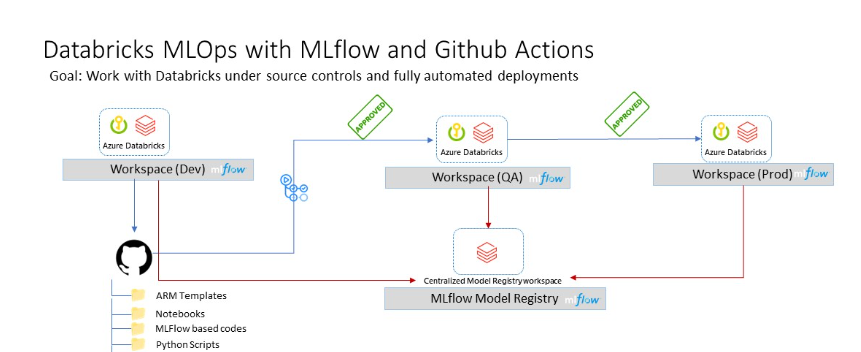 Databricks MLOps with MLflow and Github Actions
Goal: Work with Databricks under source controls and fully automated deployments
APPROVED
APPROVED
Azure Databricks
Azure Databricks
Azure Databricks
Workspace (Dev) mlflow
Workspace (QA) mlflow
Workspace (Prod) mlflow
Centralized Model Registry workspace
MLflow Model Registry mlflow
ARM Templates
Notebooks
MLFlow based codes
Python Scripts